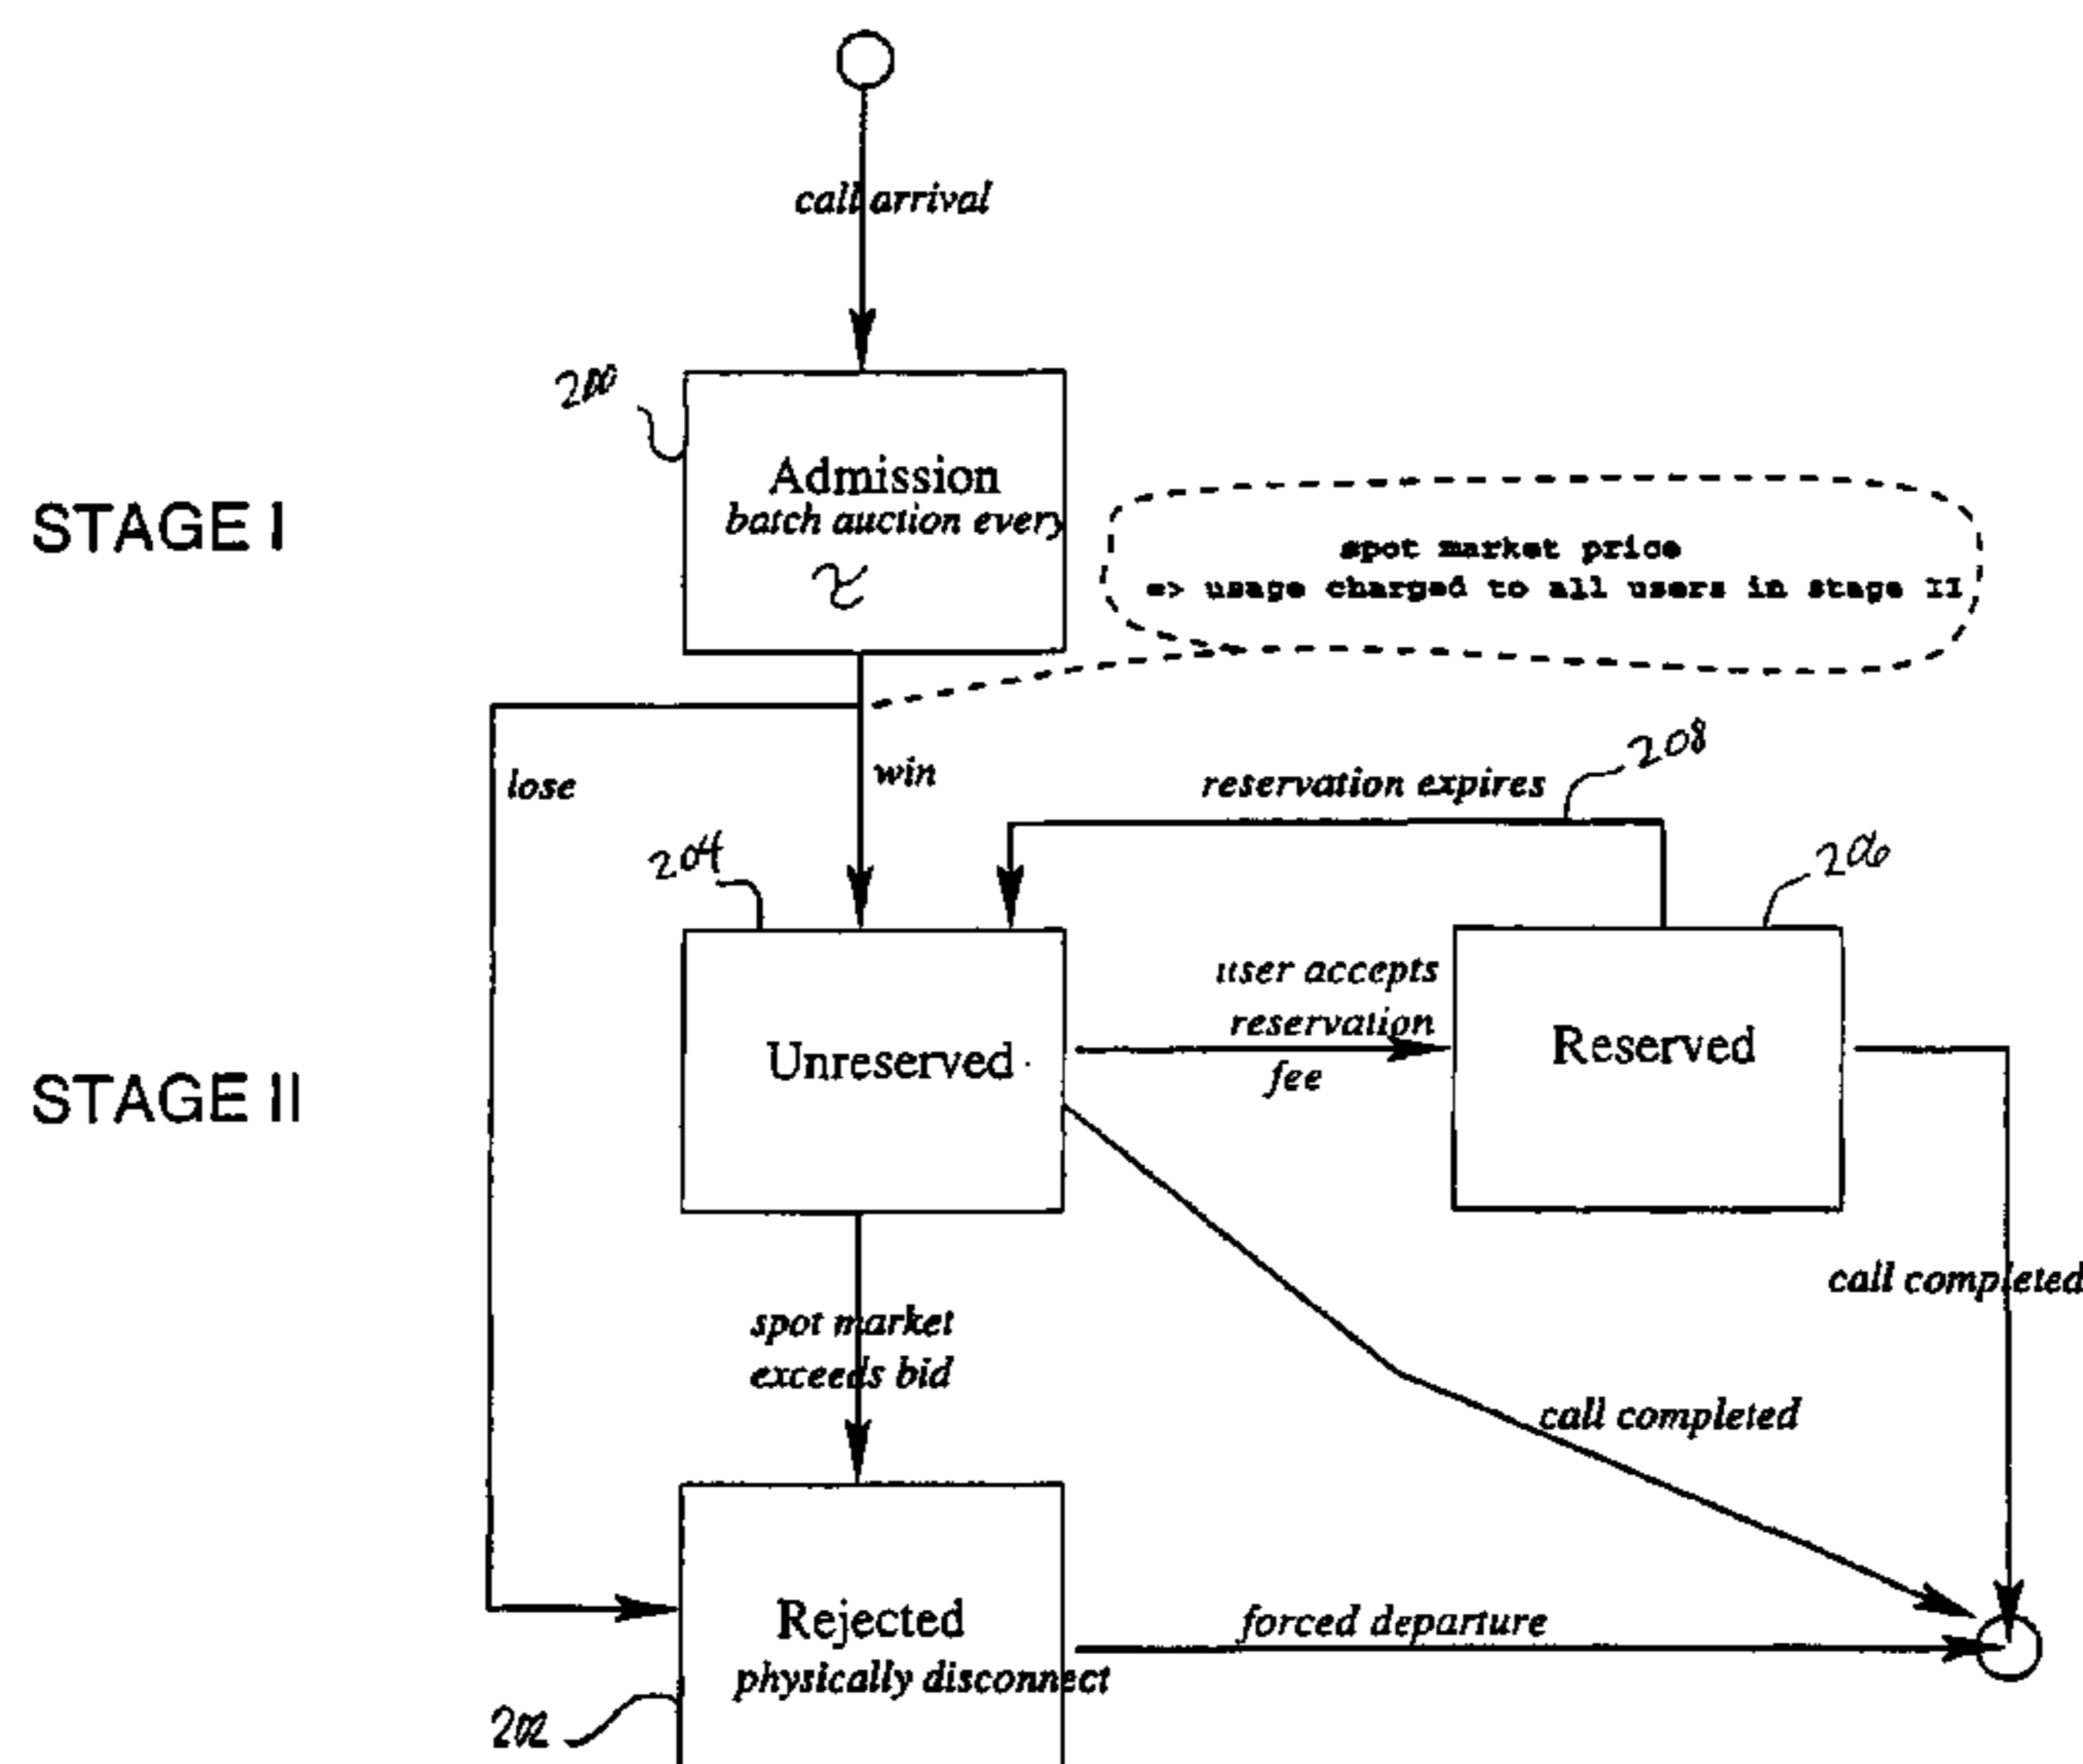 call arrival
200
Admission
batch auction every
τ
STAGE I
spot market price
=> usage charged to all users in stage II
lose
win
reservation expires
208
204
206
user accepts
reservation
fee
Unreserved
Reserved
STAGE II
call completed
spot market
exceeds bid
call completed
Rejected
physically disconnect
forced departure
202